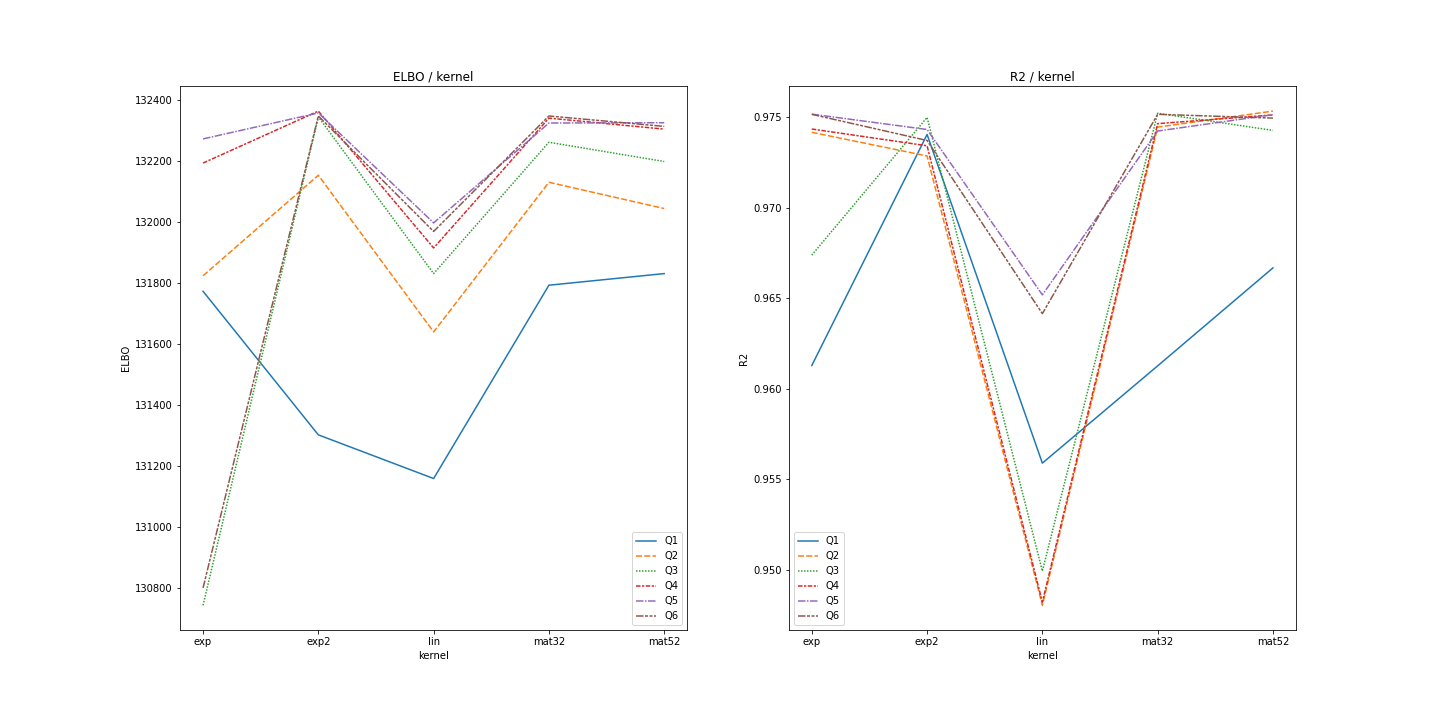 ELBO / kernel
132400
132200
132000
131800
131600
131400
131200
131000
130800
ELBO
exp exp2 lin mat32 mat52
kernel
Q1
Q2
Q3
Q4
Q5
Q6
R2 / kernel
0.975
0.970
0.965
0.960
0.955
0.950
R2
exp exp2 lin mat32 mat52
kernel
Q1
Q2
Q3
Q4
Q5
Q6